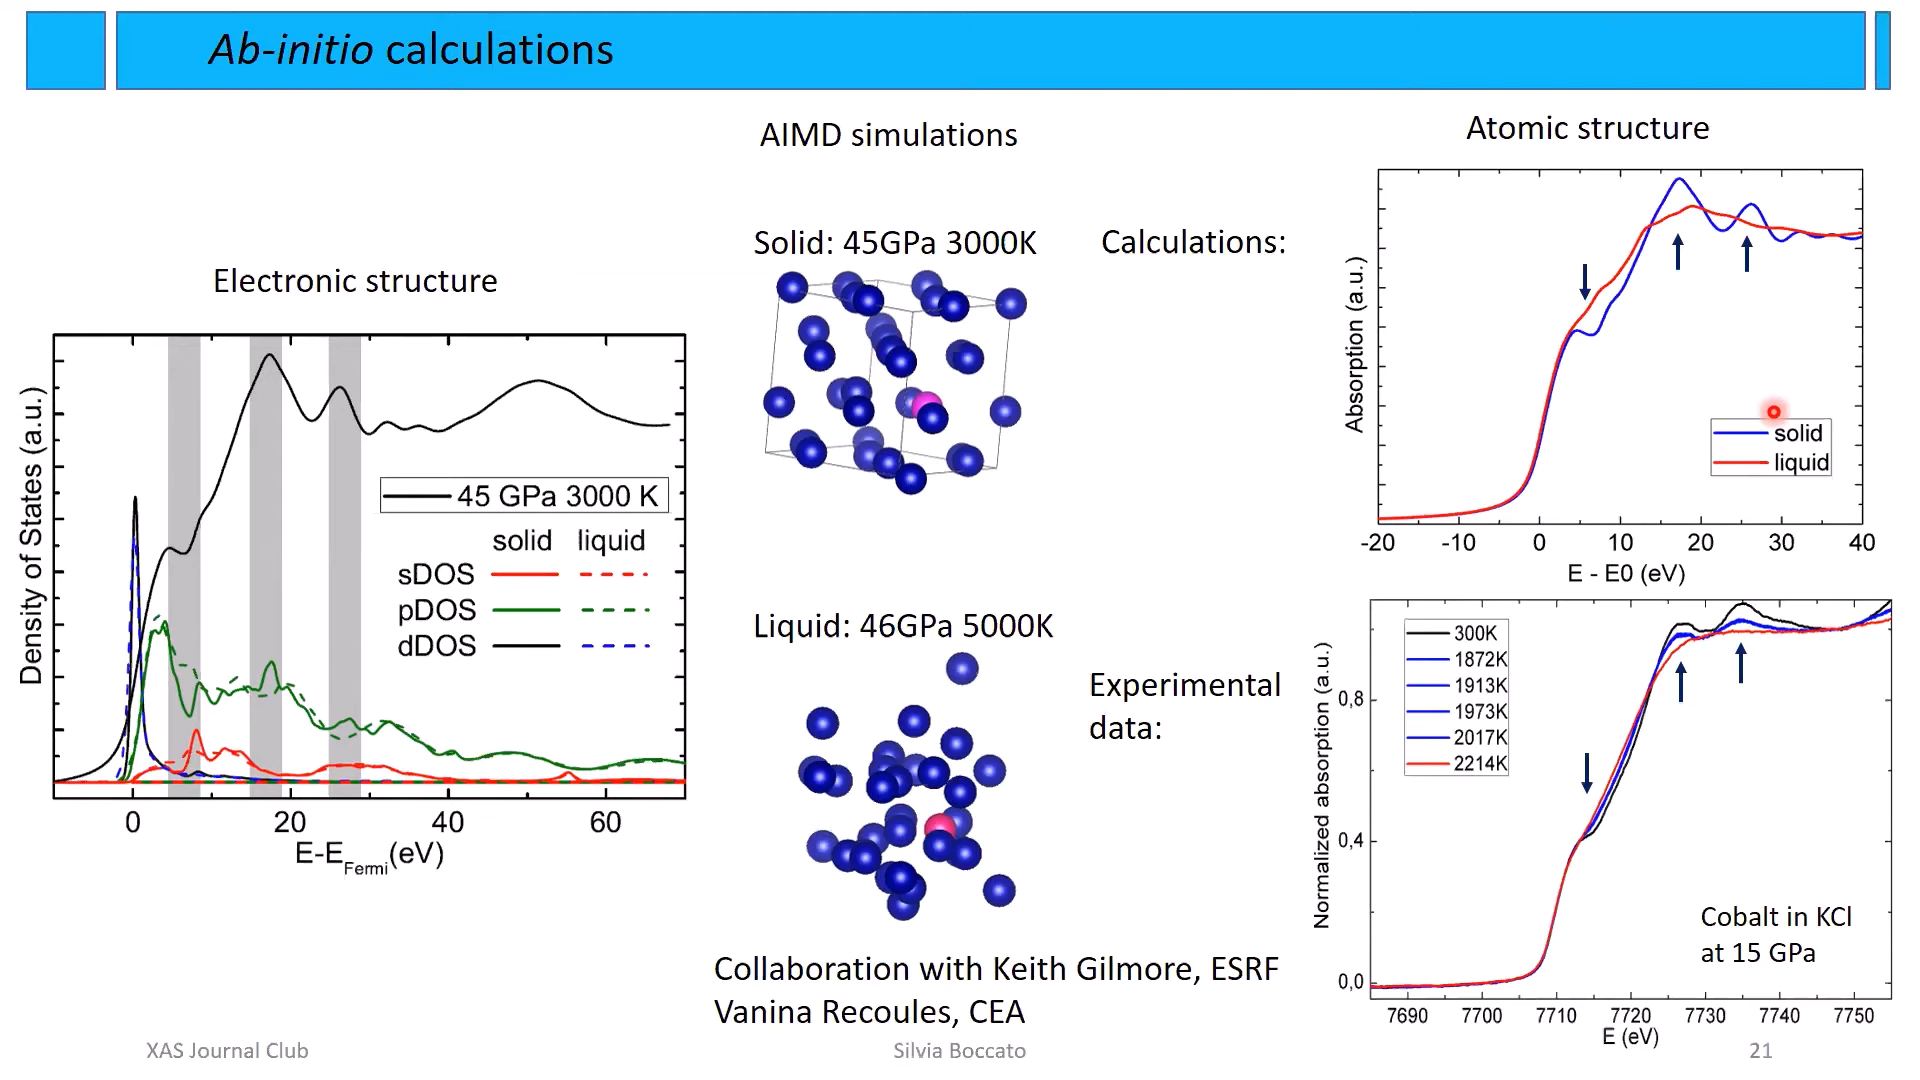 Ab-initio calculations
Electronic structure
Density of States (a.u.)
45 GPa 3000 K
solid liquid
sDOS
pDOS
dDOS
0 20 40 60
E-EFermi(eV)
AIMD simulations
Solid: 45GPa 3000K
Liquid: 46GPa 5000K
Calculations:
Experimental
data:
Atomic structure
Absorption (a.u.)
solid
liquid
-20 -10 0 10 20 30 40
E - E0 (eV)
Normalized absorption (a.u.)
0,8
0,4
0,0
300K
1872K
1913K
1973K
2017K
2214K
Cobalt in KCl
at 15 GPa
7690 7700 7710 7720 7730 7740 7750
E (eV)
Collaboration with Keith Gilmore, ESRF
Vanina Recoules, CEA
XAS Journal Club
Silvia Boccato
21